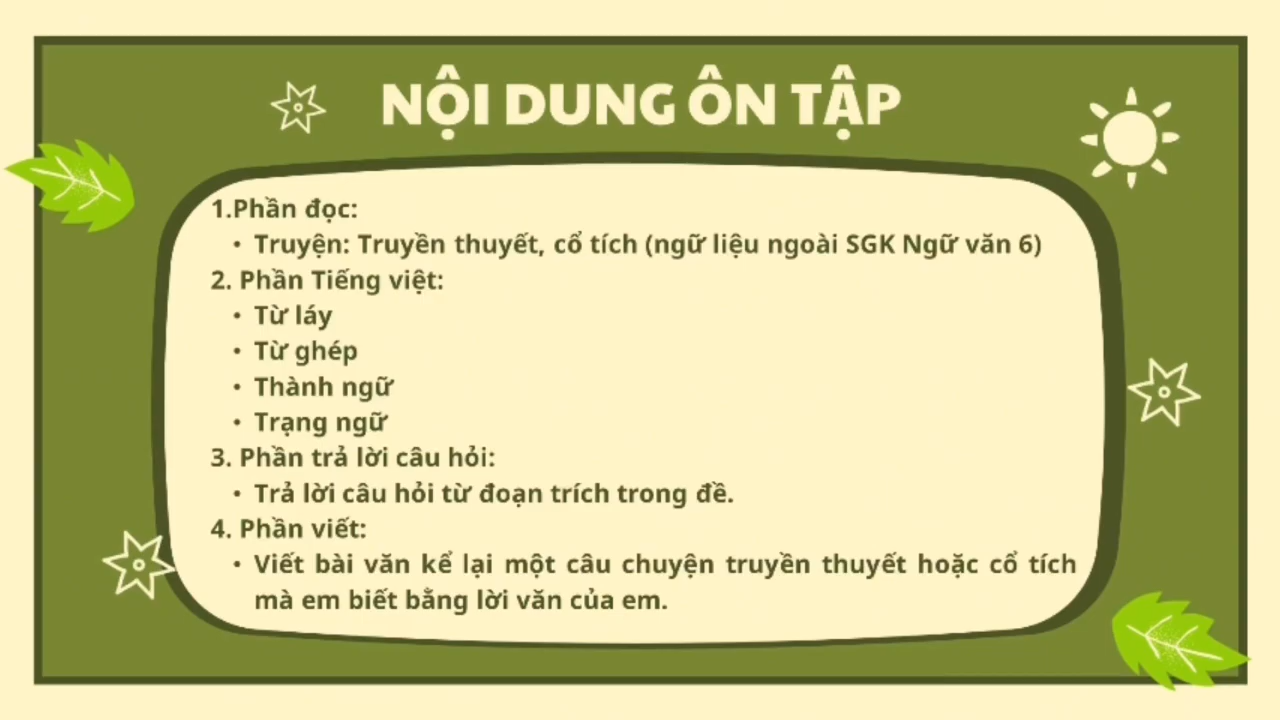 NỘI DUNG ÔN TẬP
1.Phần đọc:
• Truyện: Truyền thuyết, cổ tích (ngữ liệu ngoài SGK Ngữ văn 6)
2. Phần Tiếng việt:
• Từ láy
• Từ ghép
• Thành ngữ
• Trạng ngữ
3. Phần trả lời câu hỏi:
• Trả lời câu hỏi từ đoạn trích trong đề.
4. Phần viết:
• Viết bài văn kể lại một câu chuyện truyền thuyết hoặc cổ tích
mà em biết bằng lời văn của em.